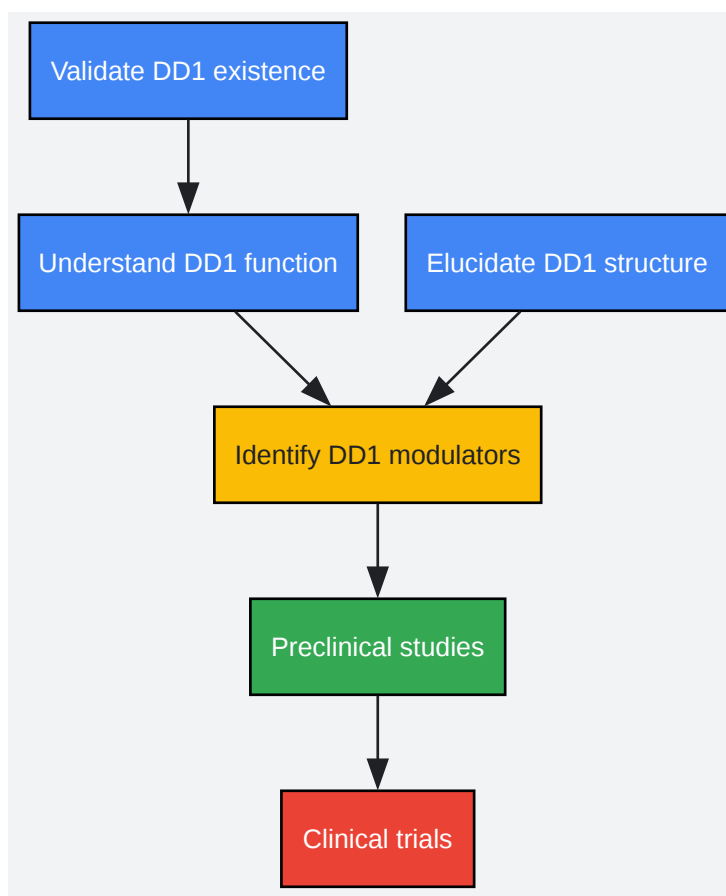 Validate DD1 existence
Understand DD1 function
Elucidate DD1 structure
Identify DD1 modulators
Preclinical studies
Clinical trials